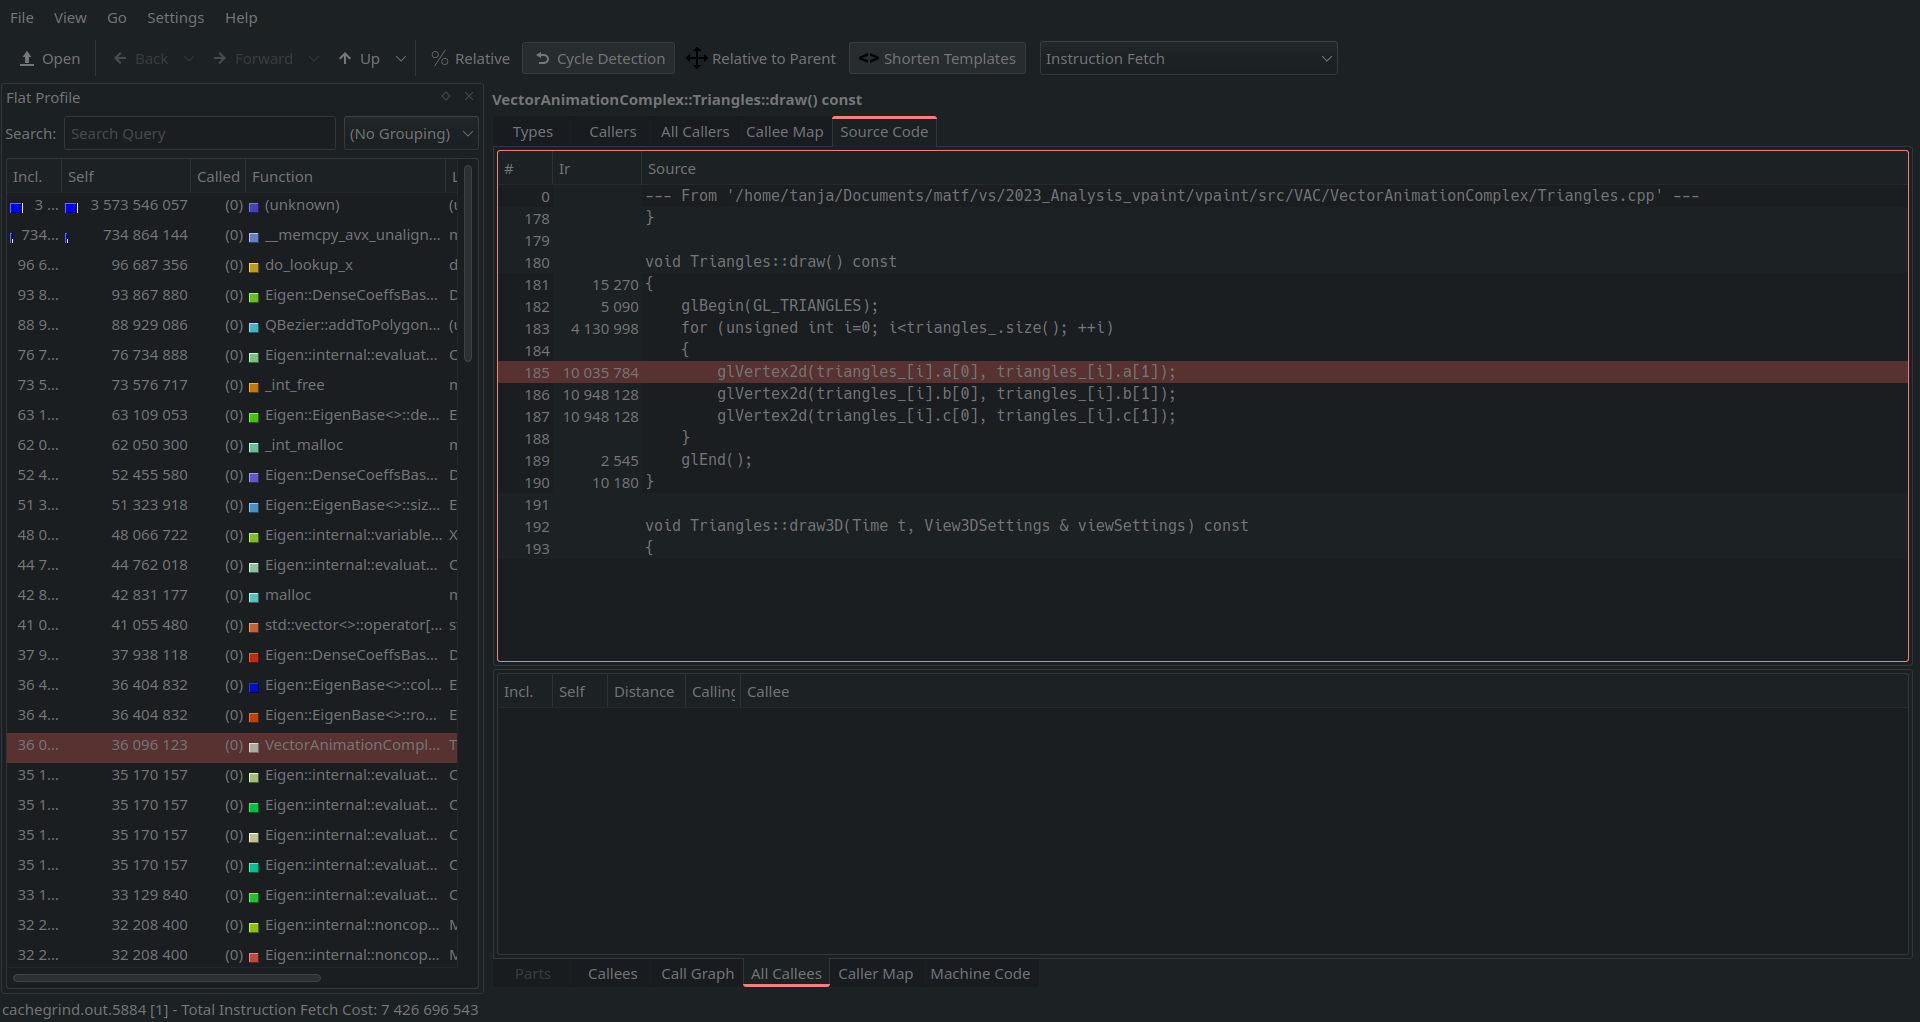 File View Go Settings Help
Open Back Forward Up Relative Cycle Detection Relative to Parent <> Shorten Templates Instruction Fetch
Flat Profile
Search: Search Query (No Grouping)
Incl. Self Called Function
3 ... 3 573 546 057 (0) (unknown)
734... 734 864 144 (0) __memcpy_avx_unalign...
96 6... 96 687 356 (0) do_lookup_x
93 8... 93 867 880 (0) Eigen::DenseCoeffsBas...
88 9... 88 929 086 (0) QBezier::addToPolygon...
76 7... 76 734 888 (0) Eigen::internal::evaluat...
73 5... 73 576 717 (0) _int_free
63 1... 63 109 053 (0) Eigen::EigenBase<>::de...
62 0... 62 050 300 (0) _int_malloc
52 4... 52 455 580 (0) Eigen::DenseCoeffsBas...
51 3... 51 323 918 (0) Eigen::EigenBase<>::siz...
48 0... 48 066 722 (0) Eigen::internal::variable...
44 7... 44 762 018 (0) Eigen::internal::evaluat...
42 8... 42 831 177 (0) malloc
41 0... 41 055 480 (0) std::vector<>::operator[...
37 9... 37 938 118 (0) Eigen::DenseCoeffsBas...
36 4... 36 404 832 (0) Eigen::EigenBase<>::col...
36 4... 36 404 832 (0) Eigen::EigenBase<>::ro...
36 0... 36 096 123 (0) VectorAnimationCompl...
35 1... 35 170 157 (0) Eigen::internal::evaluat...
35 1... 35 170 157 (0) Eigen::internal::evaluat...
35 1... 35 170 157 (0) Eigen::internal::evaluat...
35 1... 35 170 157 (0) Eigen::internal::evaluat...
33 1... 33 129 840 (0) Eigen::internal::evaluat...
32 2... 32 208 400 (0) Eigen::internal::noncop...
32 2... 32 208 400 (0) Eigen::internal::noncop...
VectorAnimationComplex::Triangles::draw() const
Types Callers All Callers Callee Map Source Code
# Ir Source
0 --- From '/home/tanja/Documents/matf/vs/2023_Analysis_vpaint/vpaint/src/VAC/VectorAnimationComplex/Triangles.cpp' ---
178 }
179
180 void Triangles::draw() const
181 15 270 {
182 5 090 glBegin(GL_TRIANGLES);
183 4 130 998 for (unsigned int i=0; i<triangles_.size(); ++i)
184 {
185 10 035 784 glVertex2d(triangles_[i].a[0], triangles_[i].a[1]);
186 10 948 128 glVertex2d(triangles_[i].b[0], triangles_[i].b[1]);
187 10 948 128 glVertex2d(triangles_[i].c[0], triangles_[i].c[1]);
188 }
189 2 545 glEnd();
190 10 180 }
191
192 void Triangles::draw3D(Time t, View3DSettings & viewSettings) const
193 {
Incl. Self Distance Calling Callee
Parts Callees Call Graph All Callees Caller Map Machine Code
cachegrind.out.5884 [1] - Total Instruction Fetch Cost: 7 426 696 543